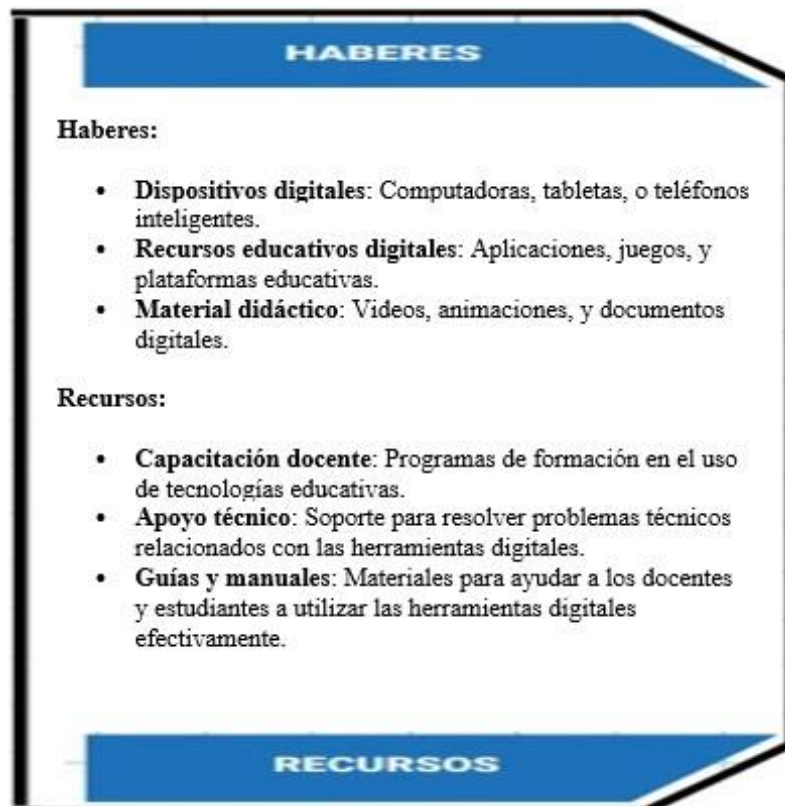 HABERES
Haberes:
• Dispositivos digitales: Computadoras, tabletas, o teléfonos
inteligentes.
• Recursos educativos digitales: Aplicaciones, juegos, y
plataformas educativas.
• Material didáctico: Videos, animaciones, y documentos
digitales.
Recursos:
• Capacitación docente: Programas de formación en el uso
de tecnologías educativas.
• Apoyo técnico: Soporte para resolver problemas técnicos
relacionados con las herramientas digitales.
• Guías y manuales: Materiales para ayudar a los docentes
y estudiantes a utilizar las herramientas digitales
efectivamente.
RECURSOS